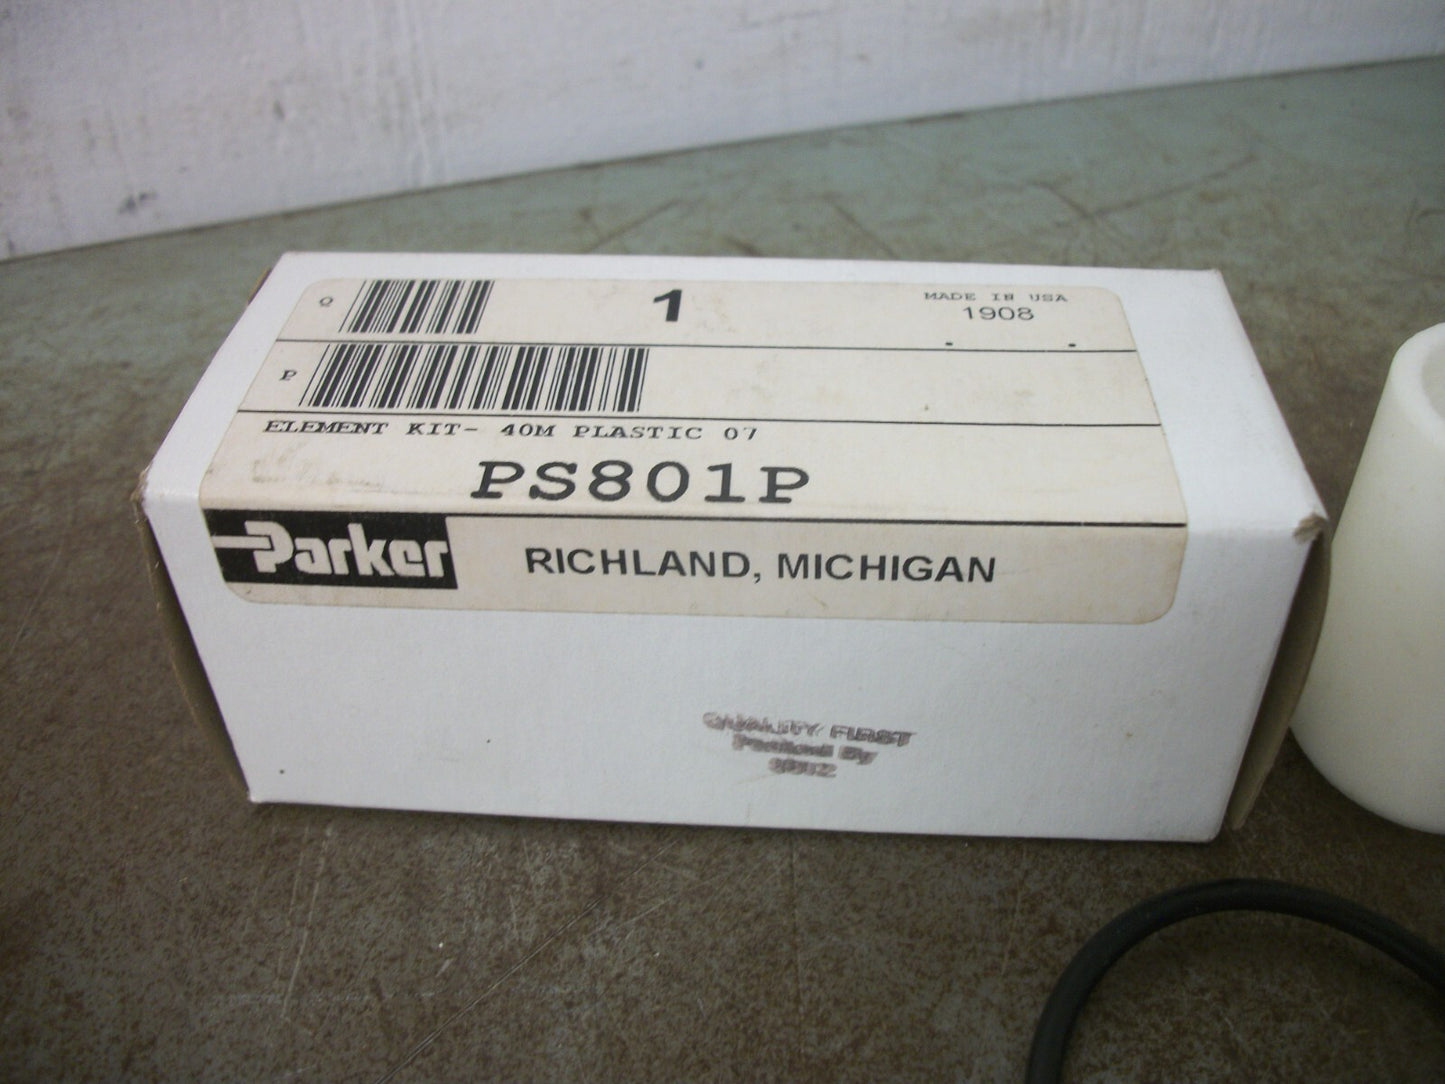 Q 1 MADE IN USA
1908
P
ELEMENT KIT- 40M PLASTIC 07
PS801P
Parker RICHLAND, MICHIGAN
QUALITY FIRST
Packed By